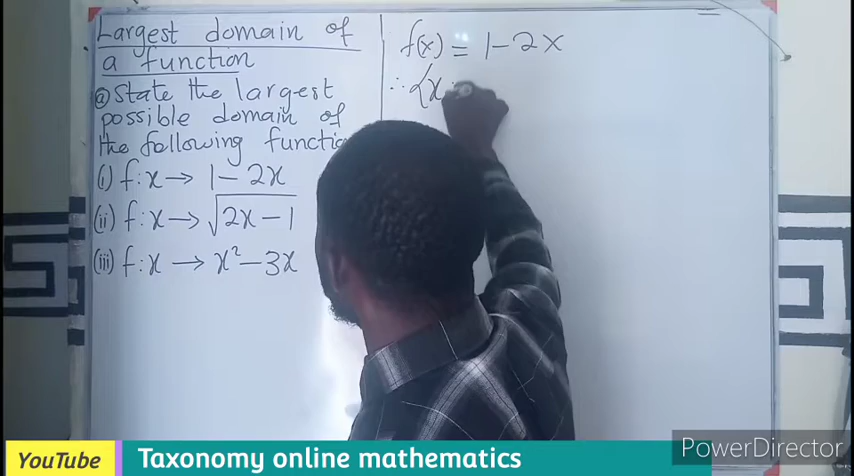 Largest domain of
a function
ⓐ State the largest
possible domain of
the following functio
(i) f:x → 1 - 2x
(ii) f:x → √2x - 1
(iii) f:x → x² - 3x
f(x) = 1 - 2x
∴ {x:
YouTube Taxonomy online mathematics
PowerDirector